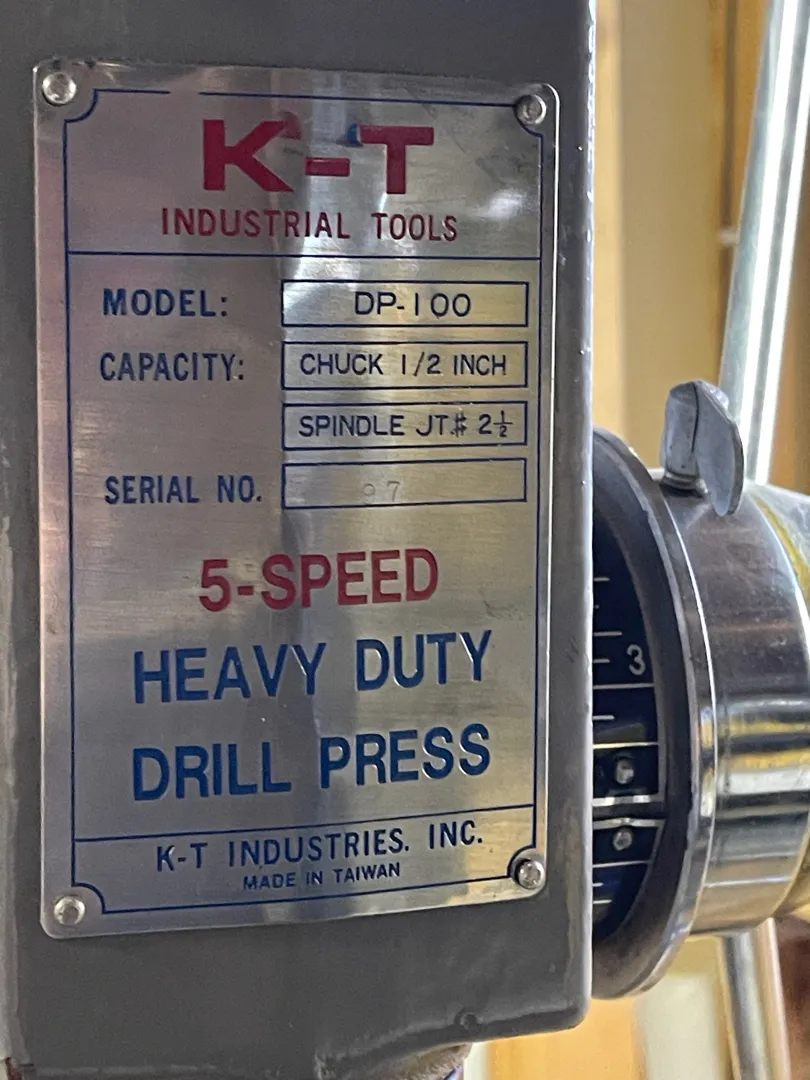 K-T
INDUSTRIAL TOOLS
MODEL: DP-100
CAPACITY: CHUCK 1/2 INCH
SPINDLE JT.# 2½
SERIAL NO. 97
5-SPEED
HEAVY DUTY
DRILL PRESS
K-T INDUSTRIES. INC.
MADE IN TAIWAN
3